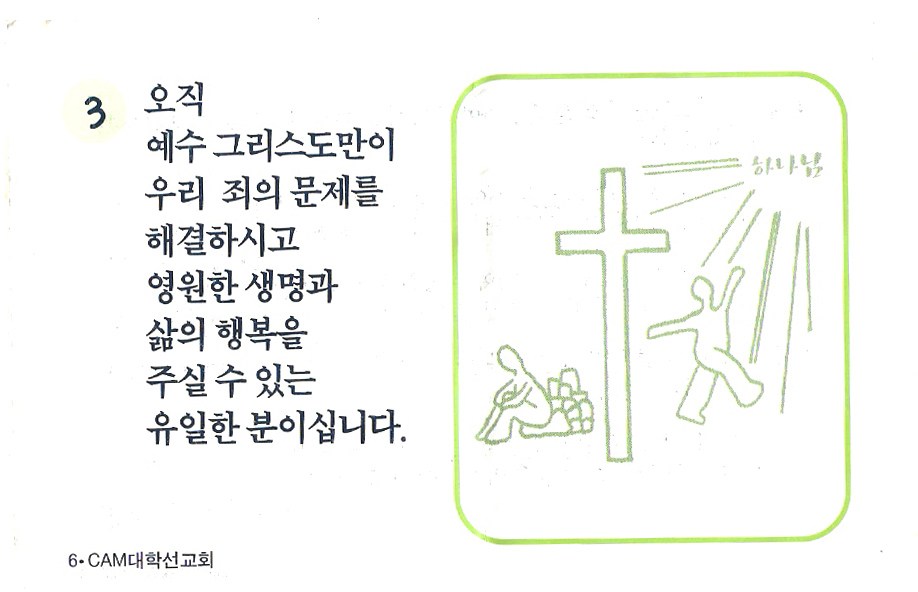 3
오직
예수 그리스도만이
우리 죄의 문제를
해결하시고
영원한 생명과
삶의 행복을
주실 수 있는
유일한 분이십니다.
하나님
6•CAM대학선교회